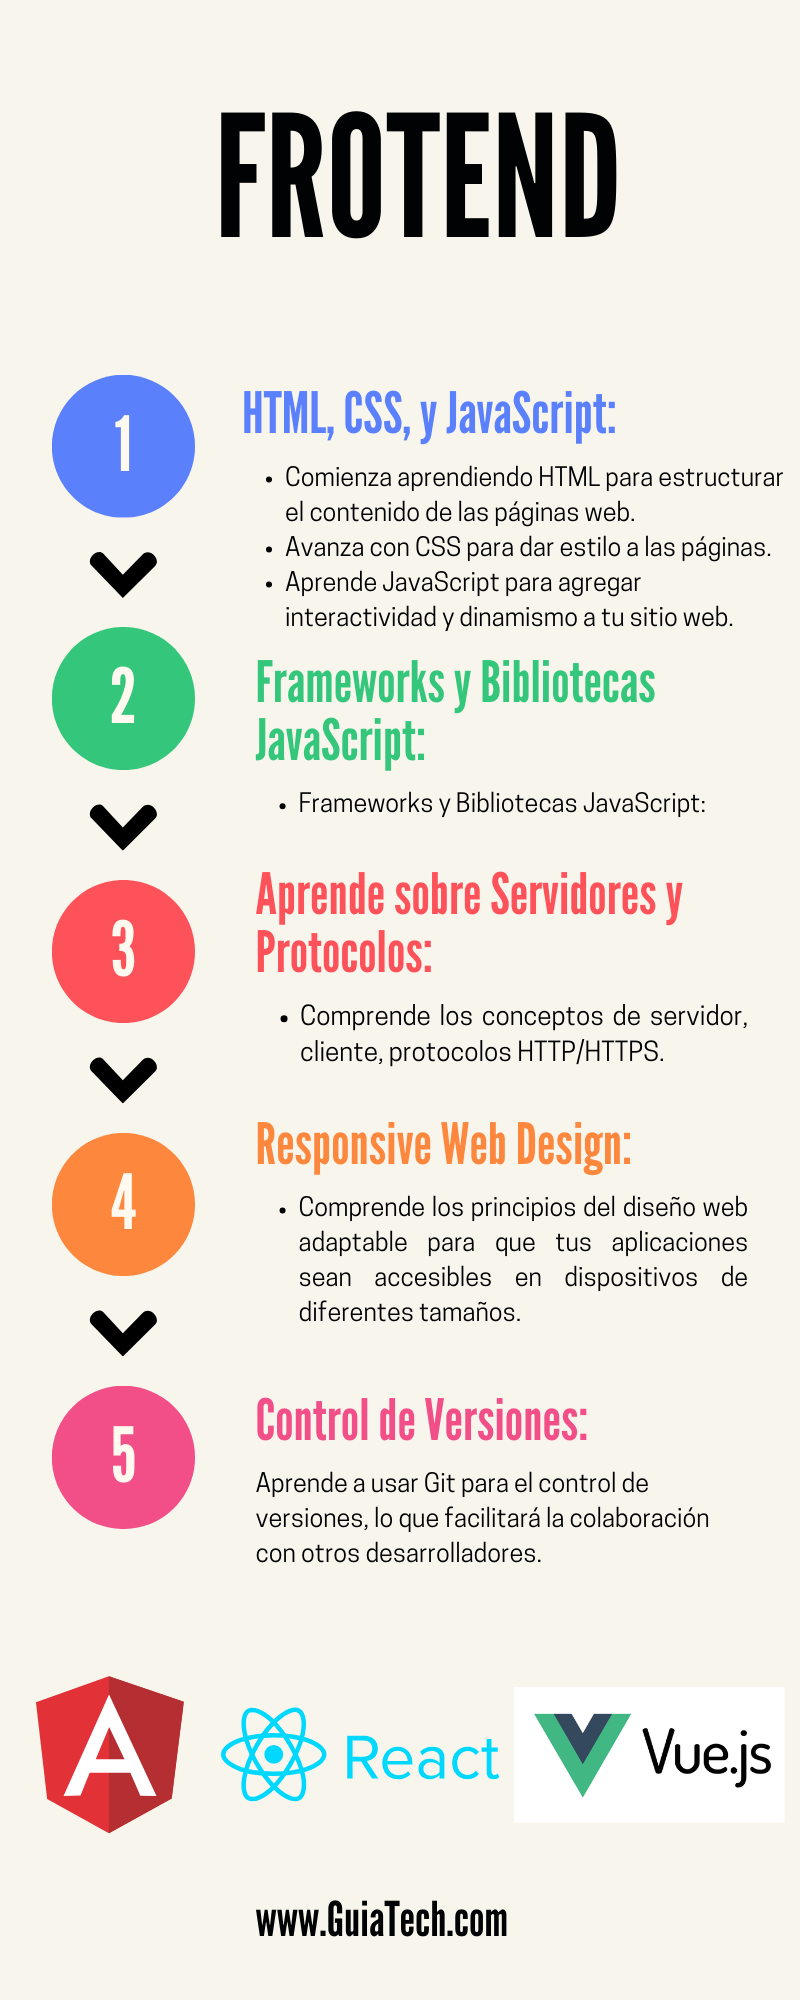 FROTEND
1
HTML, CSS, y JavaScript:
• Comienza aprendiendo HTML para estructurar
el contenido de las páginas web.
• Avanza con CSS para dar estilo a las páginas.
• Aprende JavaScript para agregar
interactividad y dinamismo a tu sitio web.
2
Frameworks y Bibliotecas
JavaScript:
• Frameworks y Bibliotecas JavaScript:
3
Aprende sobre Servidores y
Protocolos:
• Comprende los conceptos de servidor,
cliente, protocolos HTTP/HTTPS.
4
Responsive Web Design:
• Comprende los principios del diseño web
adaptable para que tus aplicaciones
sean accesibles en dispositivos de
diferentes tamaños.
5
Control de Versiones:
Aprende a usar Git para el control de
versiones, lo que facilitará la colaboración
con otros desarrolladores.
A
React
Vue.js
www.GuiaTech.com